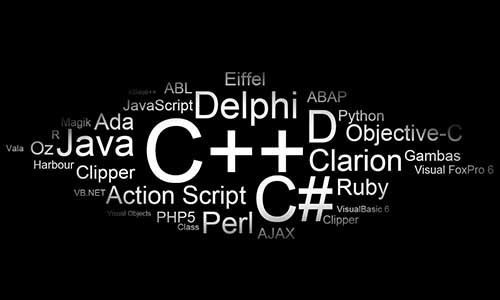 Eiffel
ABL
Delphi
ABAP
JavaScript
Magik
Ada
C++
D
Python
Objective-C
R
Vala
Oz
Java
Clarion
Gambas
Harbour
Clipper
Visual FoxPro 6
VB.NET
Action Script
C#
Ruby
Visual Objects
PHP5
Perl
VisualBasic 6
Class
Clipper
AJAX